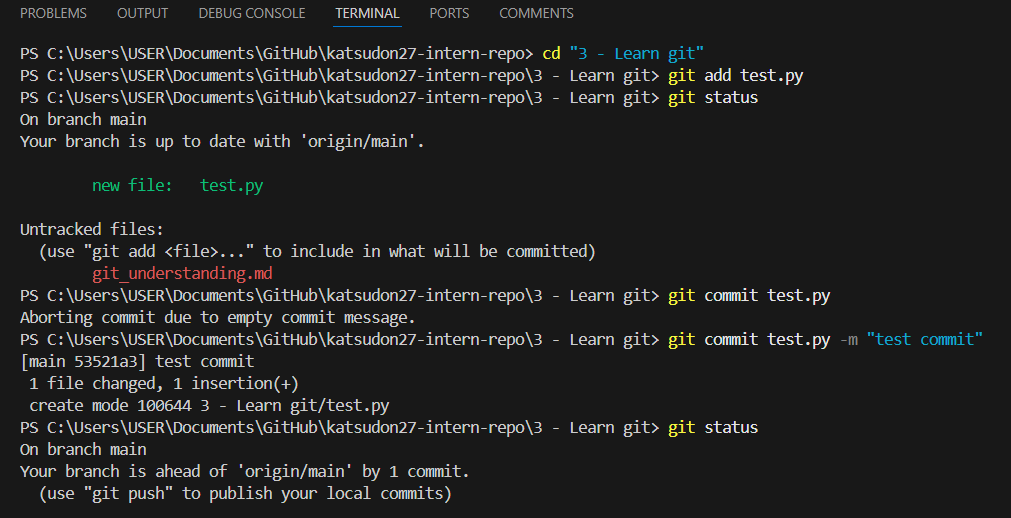 PROBLEMS OUTPUT DEBUG CONSOLE TERMINAL PORTS COMMENTS
PS C:\Users\USER\Documents\GitHub\katsudon27-intern-repo> cd "3 - Learn git"
PS C:\Users\USER\Documents\GitHub\katsudon27-intern-repo\3 - Learn git> git add test.py
PS C:\Users\USER\Documents\GitHub\katsudon27-intern-repo\3 - Learn git> git status
On branch main
Your branch is up to date with 'origin/main'.
new file:   test.py
Untracked files:
(use "git add <file>..." to include in what will be committed)
git_understanding.md
PS C:\Users\USER\Documents\GitHub\katsudon27-intern-repo\3 - Learn git> git commit test.py
Aborting commit due to empty commit message.
PS C:\Users\USER\Documents\GitHub\katsudon27-intern-repo\3 - Learn git> git commit test.py -m "test commit"
[main 53521a3] test commit
1 file changed, 1 insertion(+)
create mode 100644 3 - Learn git/test.py
PS C:\Users\USER\Documents\GitHub\katsudon27-intern-repo\3 - Learn git> git status
On branch main
Your branch is ahead of 'origin/main' by 1 commit.
(use "git push" to publish your local commits)